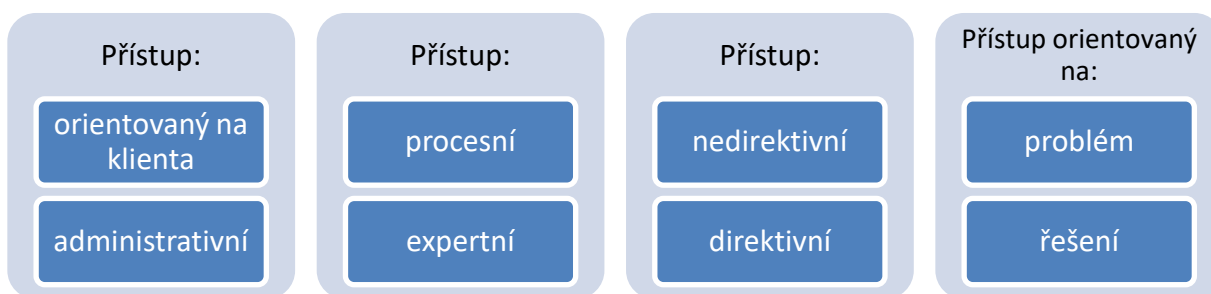 Přístup:
orientovaný na
klienta
administrativní
Přístup:
procesní
expertní
Přístup:
nedirektivní
direktivní
Přístup orientovaný
na:
problém
řešení